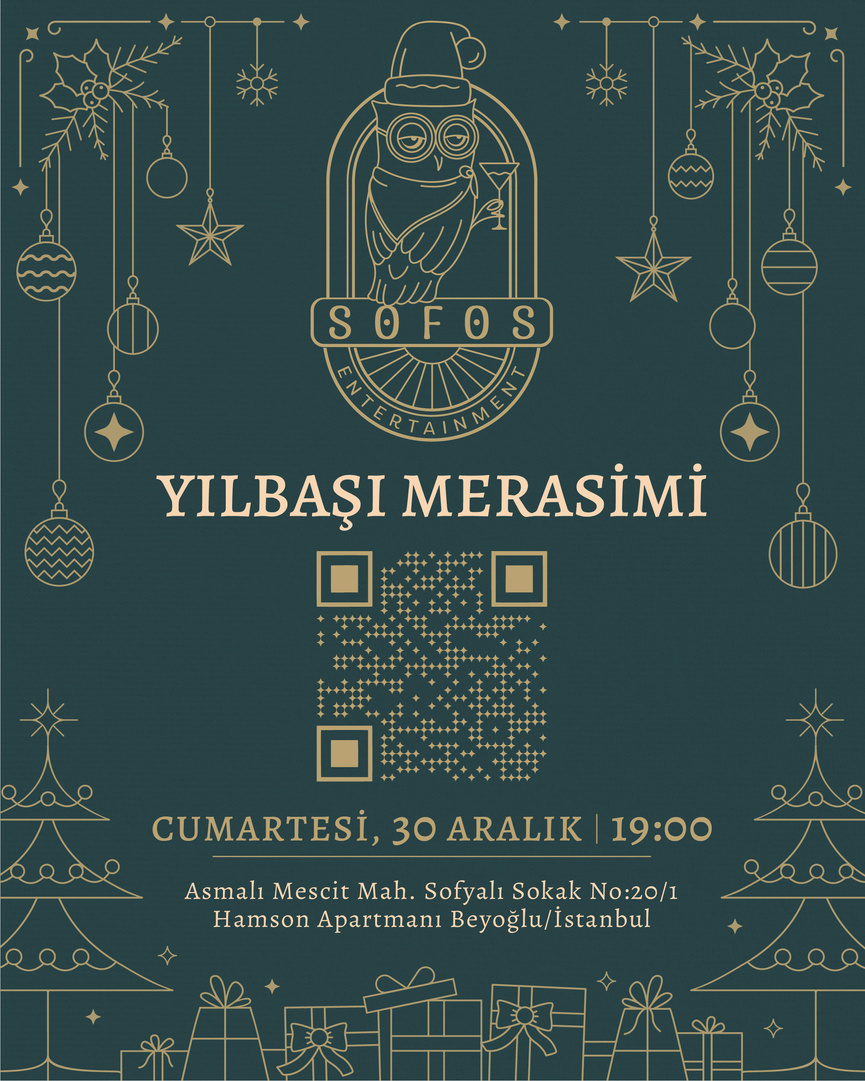 SOFOS
ENTERTAINMENT
YILBAŞI MERASİMİ
CUMARTESİ, 30 ARALIK | 19:00
Asmalı Mescit Mah. Sofyalı Sokak No:20/1
Hamson Apartmanı Beyoğlu/İstanbul